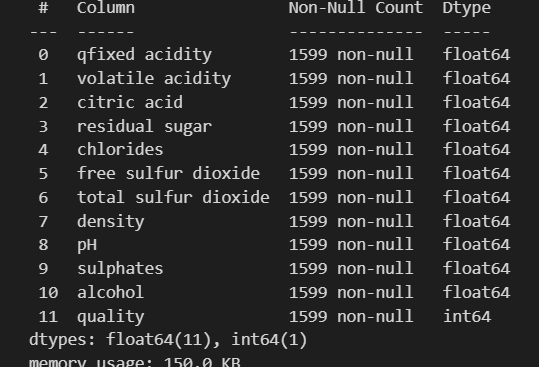 #   Column                Non-Null Count  Dtype
---  ------                --------------  -----
 0   qfixed acidity        1599 non-null   float64
 1   volatile acidity      1599 non-null   float64
 2   citric acid           1599 non-null   float64
 3   residual sugar        1599 non-null   float64
 4   chlorides             1599 non-null   float64
 5   free sulfur dioxide   1599 non-null   float64
 6   total sulfur dioxide  1599 non-null   float64
 7   density               1599 non-null   float64
 8   pH                    1599 non-null   float64
 9   sulphates             1599 non-null   float64
 10  alcohol               1599 non-null   float64
 11  quality               1599 non-null   int64
dtypes: float64(11), int64(1)
memory usage: 150.0 KB